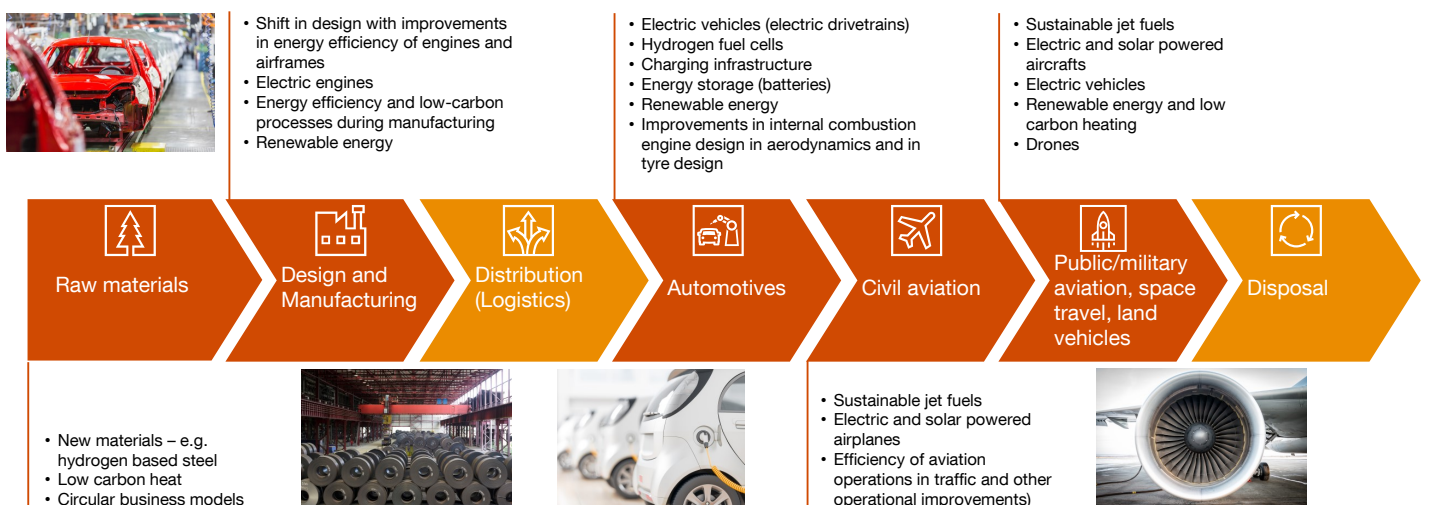 • Shift in design with improvements
in energy efficiency of engines and
airframes
• Electric engines
• Energy efficiency and low-carbon
processes during manufacturing
• Renewable energy
• Electric vehicles (electric drivetrains)
• Hydrogen fuel cells
• Charging infrastructure
• Energy storage (batteries)
• Renewable energy
• Improvements in internal combustion
engine design in aerodynamics and in
tyre design
• Sustainable jet fuels
• Electric and solar powered
aircrafts
• Electric vehicles
• Renewable energy and low
carbon heating
• Drones
Raw materials
Design and
Manufacturing
Distribution
(Logistics)
Automotives
Civil aviation
Public/military
aviation, space
travel, land
vehicles
Disposal
• New materials – e.g.
hydrogen based steel
• Low carbon heat
• Circular business models
• Sustainable jet fuels
• Electric and solar powered
airplanes
• Efficiency of aviation
operations in traffic and other
operational improvements)